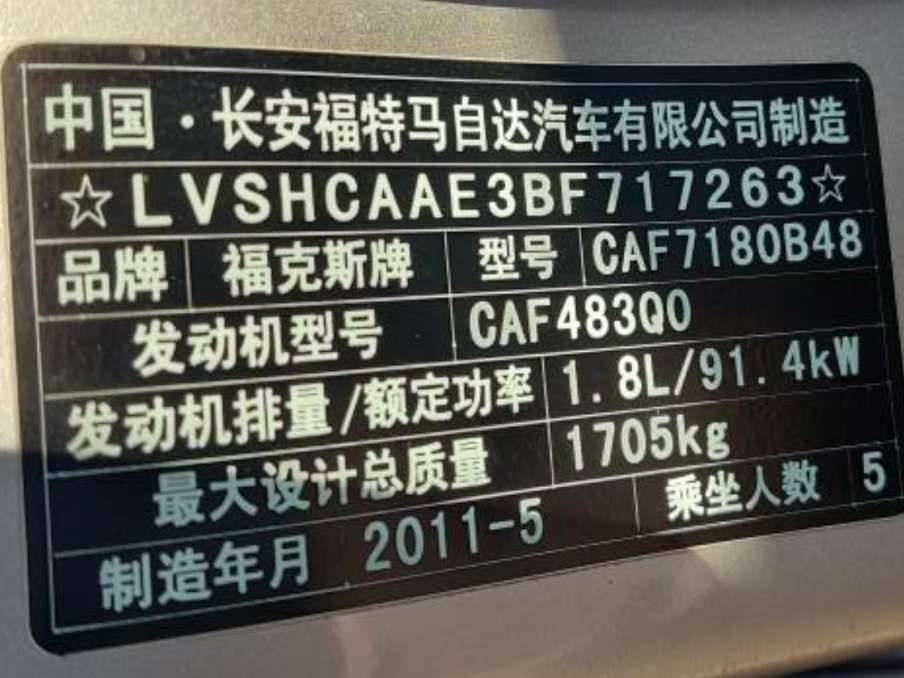 中国·长安福特马自达汽车有限公司制造
☆LVSHCAAE3BF717263☆
品牌 福克斯牌 型号 CAF7180B48
发动机型号 CAF483Q0
发动机排量/额定功率 1.8L/91.4kW
最大设计总质量 1705kg
制造年月 2011-5 乘坐人数 5